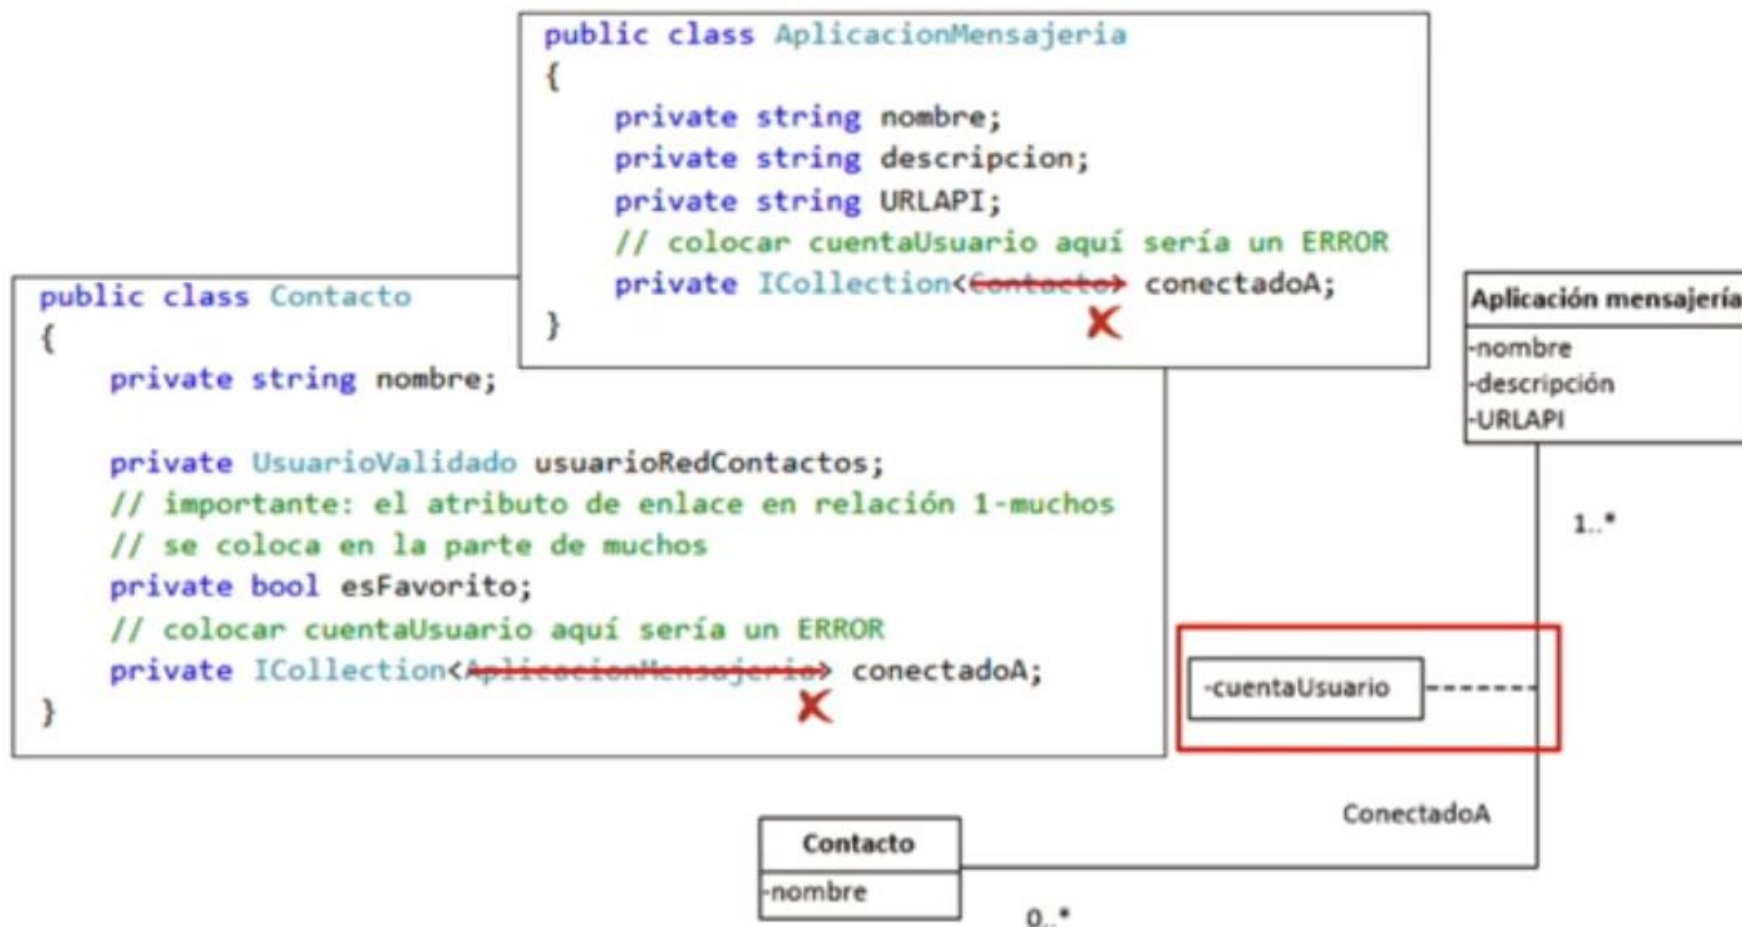 public class AplicacionMensajeria
{
private string nombre;
private string descripcion;
private string URLAPI;
// colocar cuentaUsuario aquí sería un ERROR
private ICollection<Contacto> conectadoA;
}
public class Contacto
{
private string nombre;
private UsuarioValidado usuarioRedContactos;
// importante: el atributo de enlace en relación 1-muchos
// se coloca en la parte de muchos
private bool esFavorito;
// colocar cuentaUsuario aquí sería un ERROR
private ICollection<AplicacionMensajeria> conectadoA;
}
Aplicación mensajería
-nombre
-descripción
-URLAPI
1..*
-cuentaUsuario
ConectadoA
Contacto
-nombre
0..*